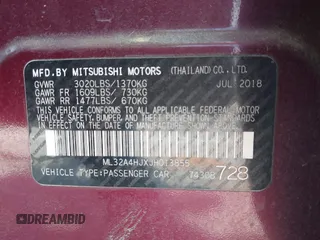 MFD.BY MITSUBISHI MOTORS (THAILAND) CO., LTD.
GVWR 3020LBS/1370KG JUL 2018
GAWR FR 1609LBS/ 730KG
GAWR RR 1477LBS/ 670KG
THIS VEHICLE CONFORMS TO ALL APPLICABLE
FEDERAL MOTOR VEHICLE SAFETY, BUMPER, AND
THEFT PREVENTION STANDARDS IN EFFECT ON
THE DATE OF MANUFACTURE SHOWN ABOVE.
ML32A4HJXJH013855
VEHICLE TYPE:PASSENGER CAR 728
DREAMBID